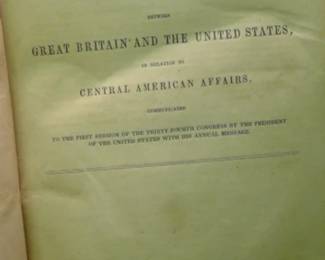 BETWEEN
GREAT BRITAIN AND THE UNITED STATES,
IN RELATION TO
CENTRAL AMERICAN AFFAIRS,
COMMUNICATED
TO THE FIRST SESSION OF THE THIRTY-FOURTH CONGRESS BY THE PRESIDENT
OF THE UNITED STATES WITH HIS ANNUAL MESSAGE.